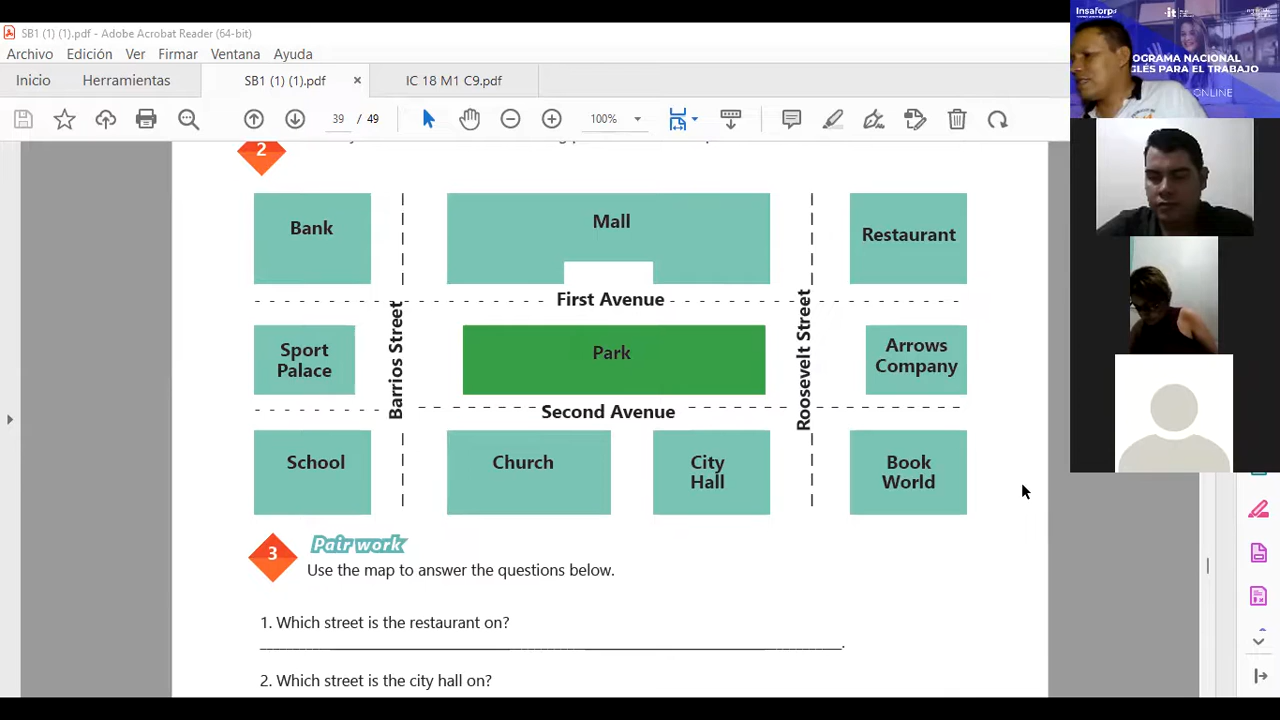 SB1 (1) (1).pdf - Adobe Acrobat Reader (64-bit)
Archivo Edición Ver Firmar Ventana Ayuda
Inicio Herramientas SB1 (1) (1).pdf × IC 18 M1 C9.pdf
39 / 49 100%
2
Bank Mall Restaurant
First Avenue
Barrios Street
Roosevelt Street
Sport
Palace
Park
Arrows
Company
Second Avenue
School
Church
City
Hall
Book
World
3 Pair work
Use the map to answer the questions below.
1. Which street is the restaurant on?
2. Which street is the city hall on?
Insaforp
it
OGRAMA NACIONAL
GLÉS PARA EL TRABAJO
ONLINE